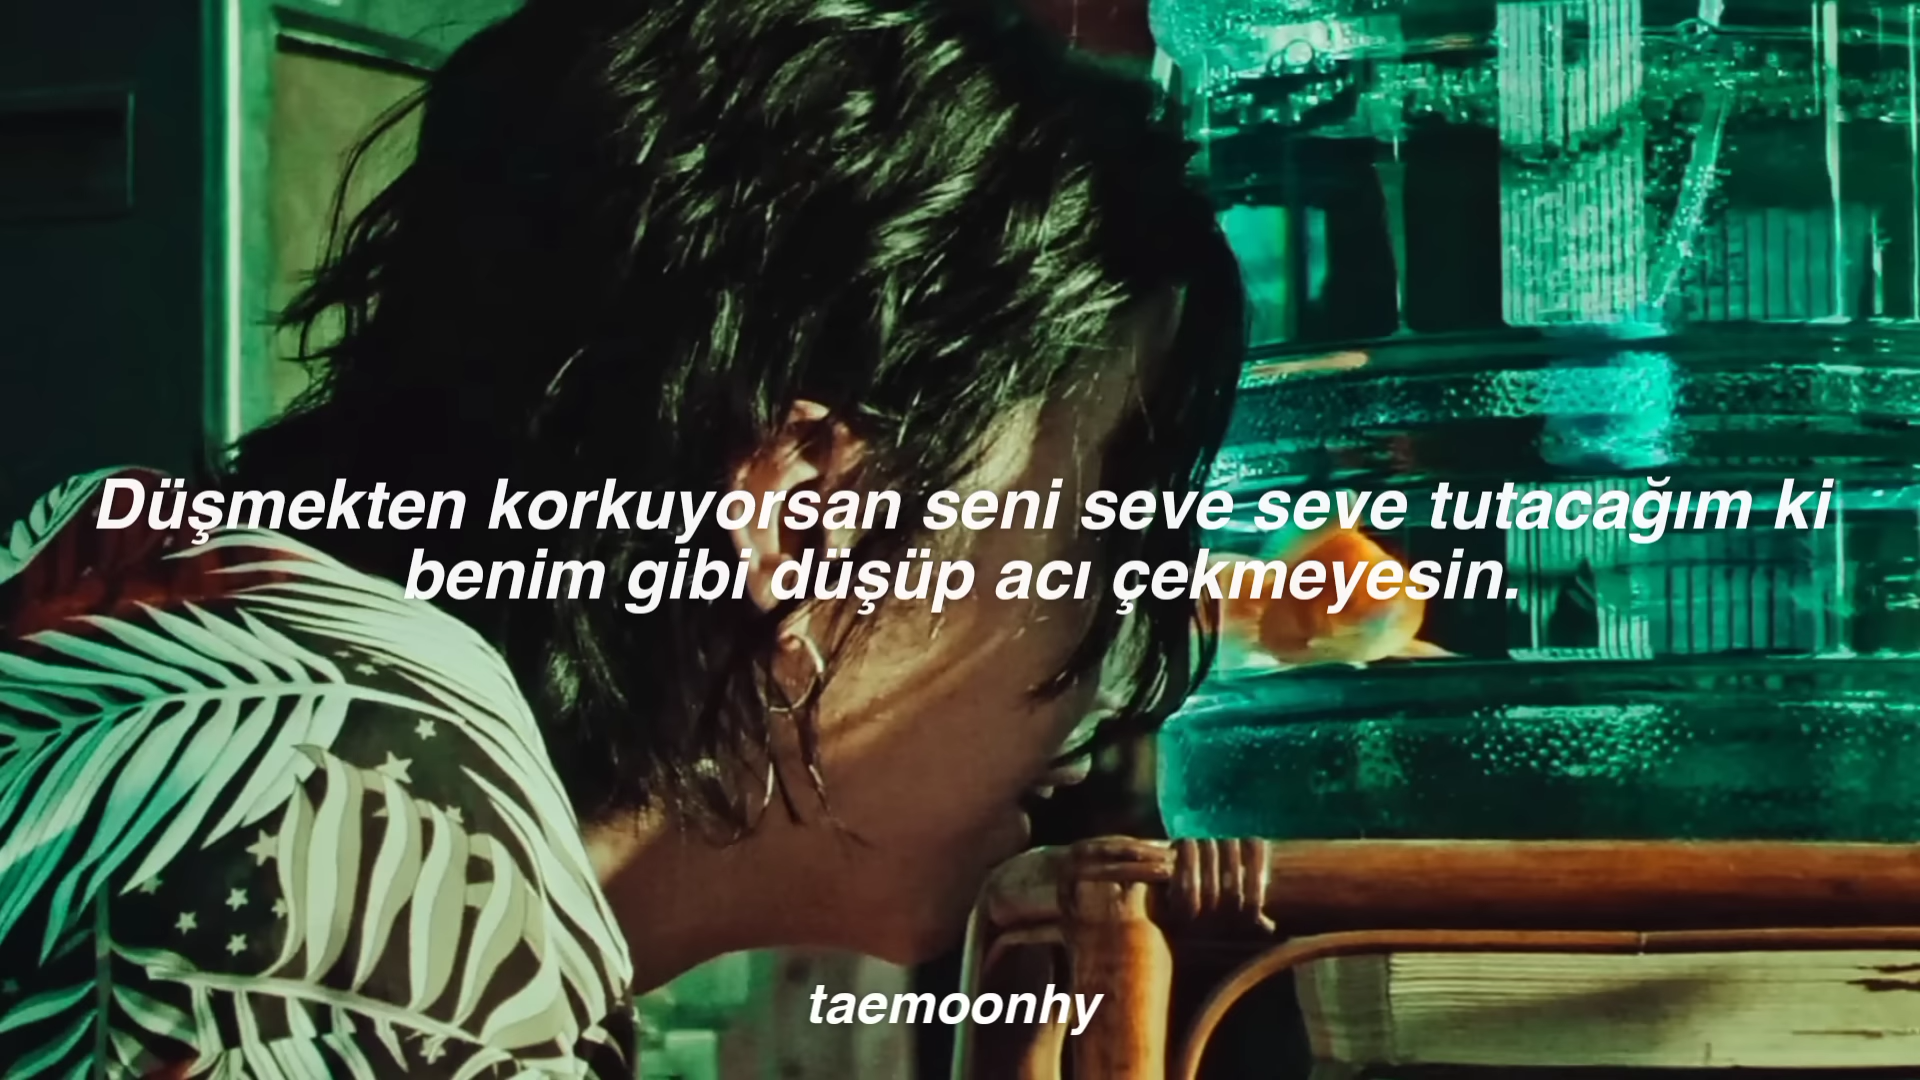 Düşmekten korkuyorsan seni seve seve tutacağım ki
benim gibi düşüp acı çekmeyesin.
taemoonhy